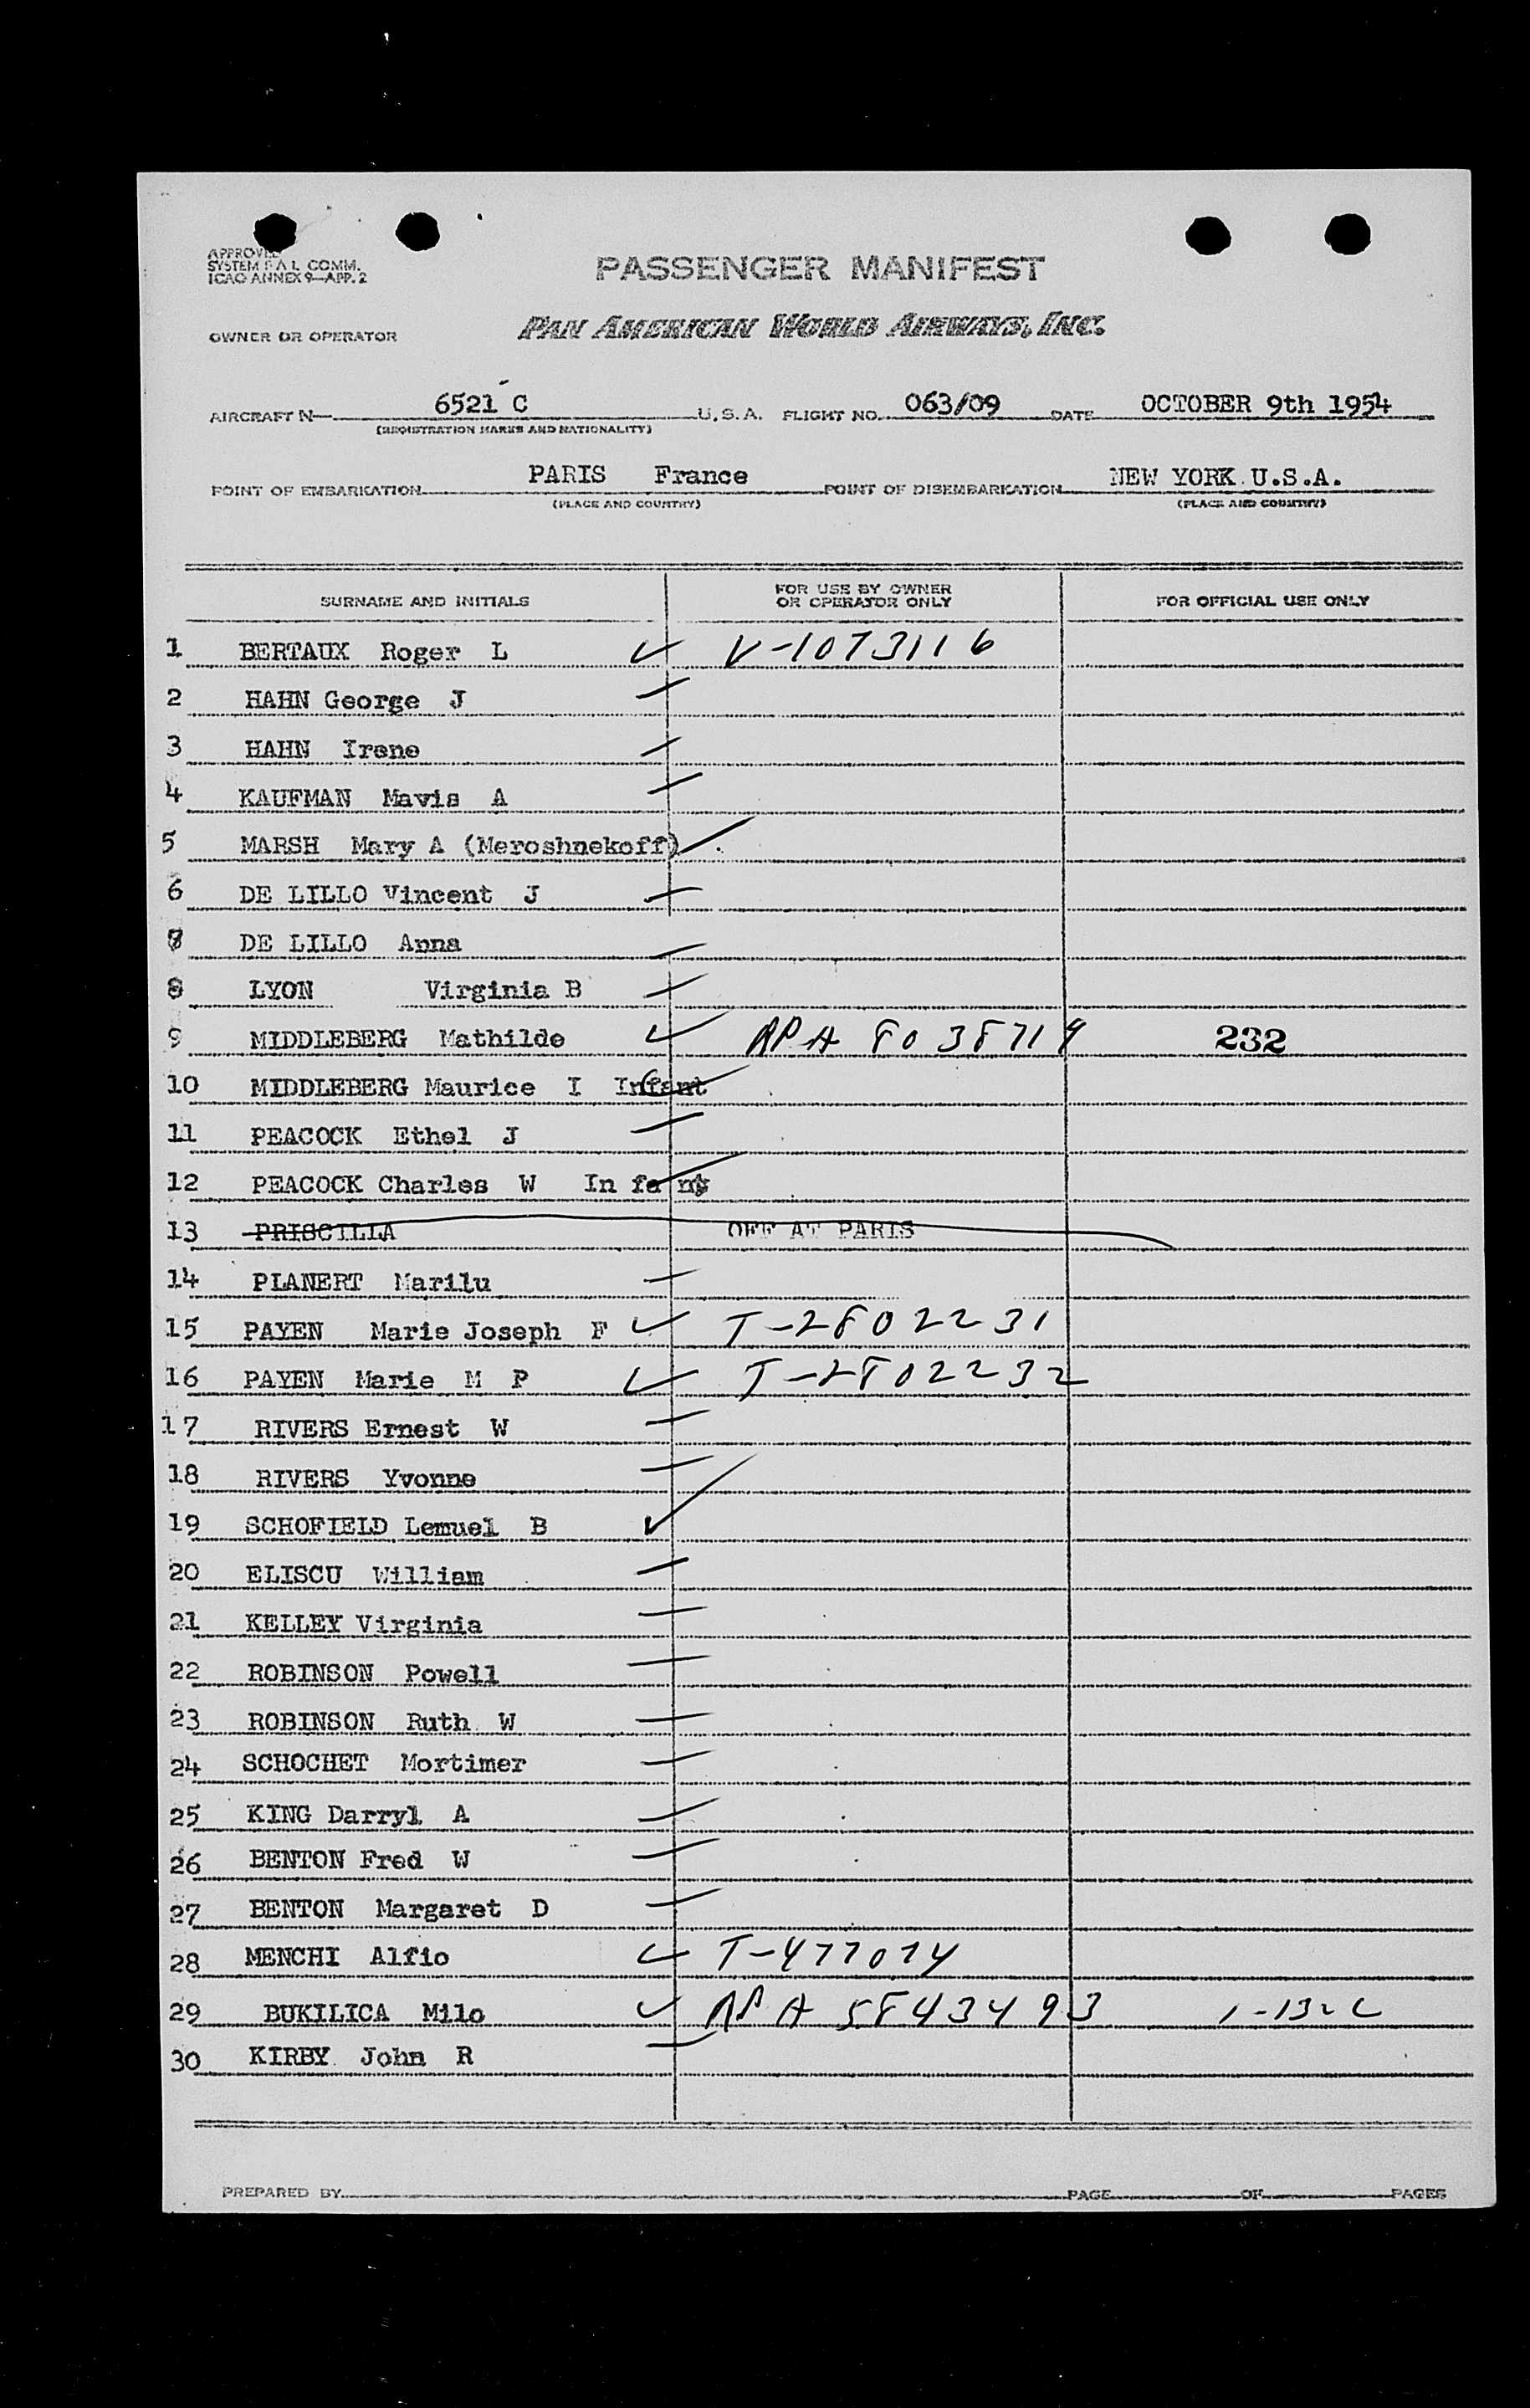 APPROVED
SYSTEM F.A.L. COMM.
ICAO ANNEX 9—APP. 2
PASSENGER MANIFEST
OWNER OR OPERATOR PAN AMERICAN WORLD AIRWAYS, INC.
AIRCRAFT N— 6521 C U.S.A. FLIGHT NO. 063/09 DATE OCTOBER 9th 1954
(REGISTRATION MARKS AND NATIONALITY)
POINT OF EMBARKATION PARIS France POINT OF DISEMBARKATION NEW YORK U.S.A.
(PLACE AND COUNTRY) (PLACE AND COUNTRY)
SURNAME AND INITIALS FOR USE BY OWNER OR OPERATOR ONLY FOR OFFICIAL USE ONLY
1 BERTAUX Roger L V-1073116
2 HAHN George J
3 HAHN Irene
4 KAUFMAN Mavis A
5 MARSH Mary A (Meroshnekoff)
6 DE LILLO Vincent J
7 DE LILLO Anna
8 LYON Virginia B
9 MIDDLEBERG Mathilde RPA 8038719 232
10 MIDDLEBERG Maurice I Infant
11 PEACOCK Ethel J
12 PEACOCK Charles W In fant
13 PRISCILLA OFF AT PARIS
14 PLANERT Marilu
15 PAYEN Marie Joseph F T-2802231
16 PAYEN Marie M P T-2802232
17 RIVERS Ernest W
18 RIVERS Yvonne
19 SCHOFIELD Lemuel B
20 ELISCU William
21 KELLEY Virginia
22 ROBINSON Powell
23 ROBINSON Ruth W
24 SCHOCHET Mortimer
25 KING Darryl A
26 BENTON Fred W
27 BENTON Margaret D
28 MENCHI Alfio T-477074
29 BUKILICA Milo RPA 5843493
30 KIRBY John R
PREPARED BY PAGE OF PAGES